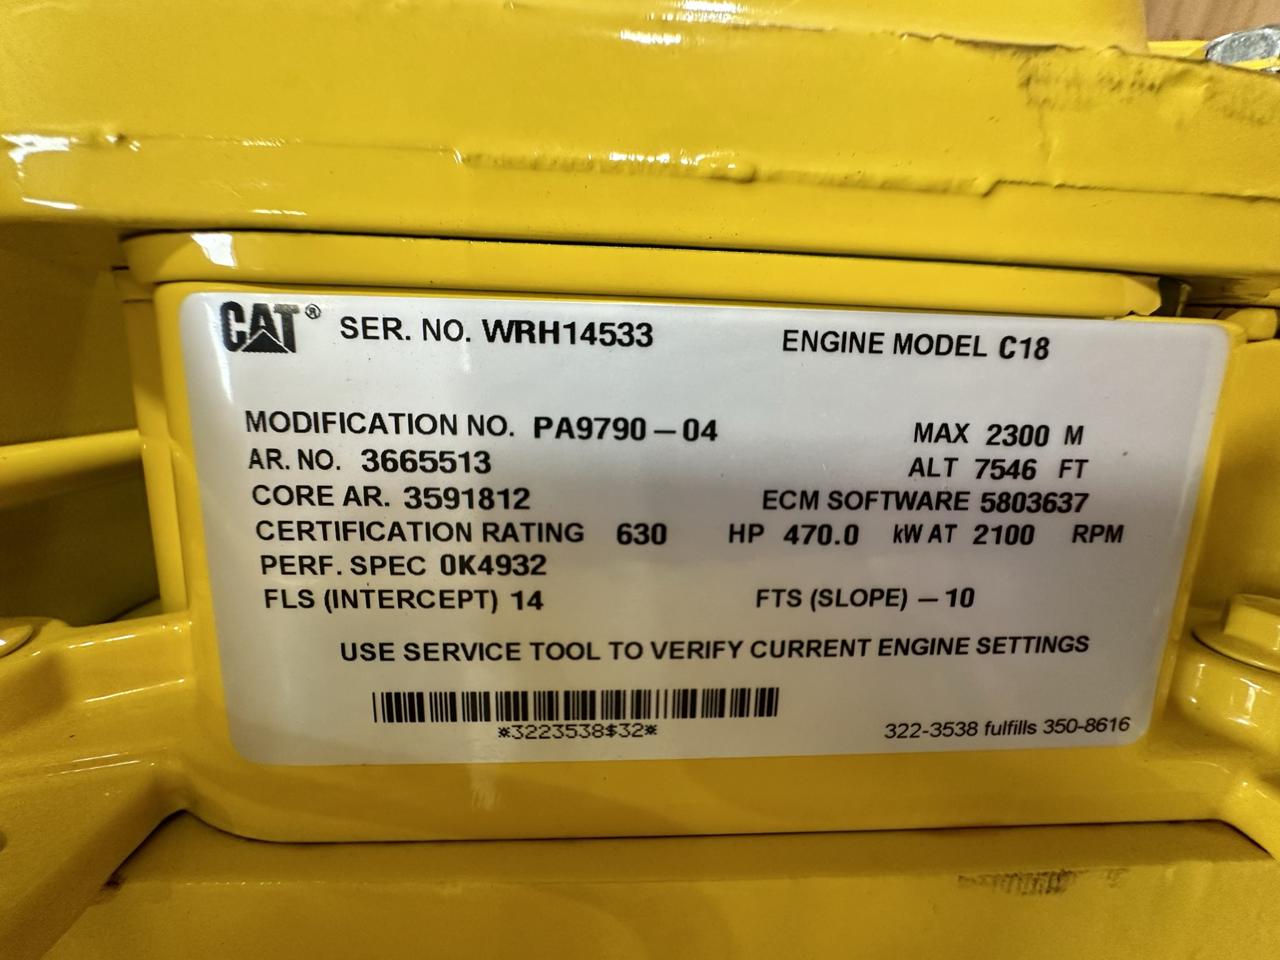 CAT® SER. NO. WRH14533 ENGINE MODEL C18
MODIFICATION NO. PA9790-04 MAX 2300 M
AR. NO. 3665513 ALT 7546 FT
CORE AR. 3591812 ECM SOFTWARE 5803637
CERTIFICATION RATING 630 HP 470.0 kW AT 2100 RPM
PERF. SPEC 0K4932
FLS (INTERCEPT) 14 FTS (SLOPE) -10
USE SERVICE TOOL TO VERIFY CURRENT ENGINE SETTINGS
*3223538$32*
322-3538 fulfills 350-8616